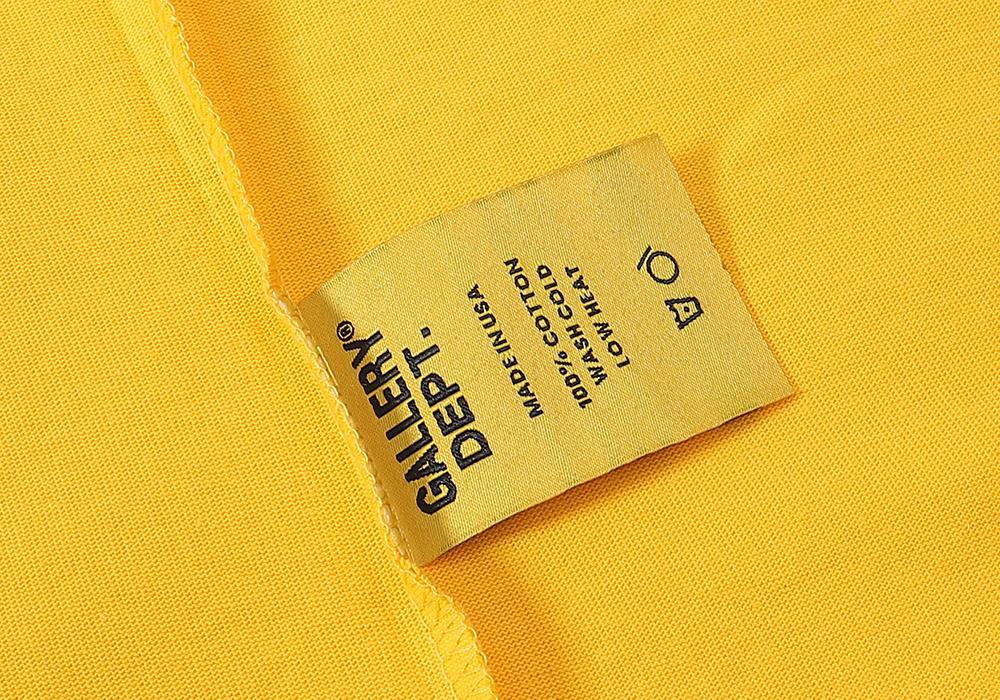 GALLERY®
DEPT.
MADE IN USA
100% COTTON
WASH COLD
LOW HEAT